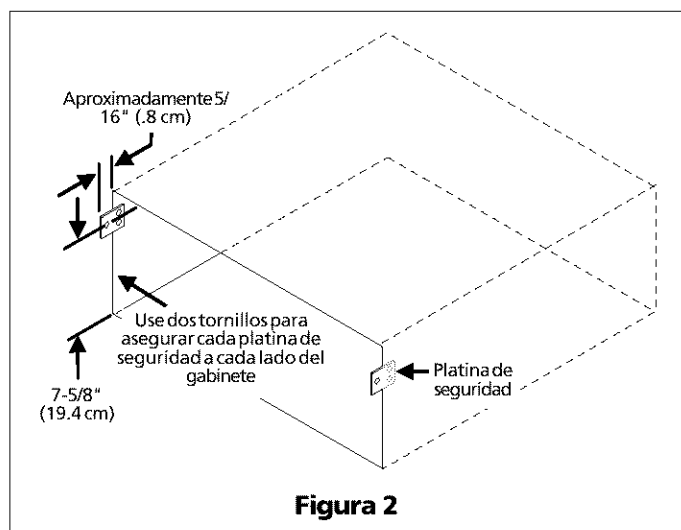 Aproximadamente 5/
16" (.8 cm)
Use dos tornillos para
asegurar cada platina de
seguridad a cada lado del
gabinete
7-5/8"
(19.4 cm)
Platina de
seguridad
Figura 2